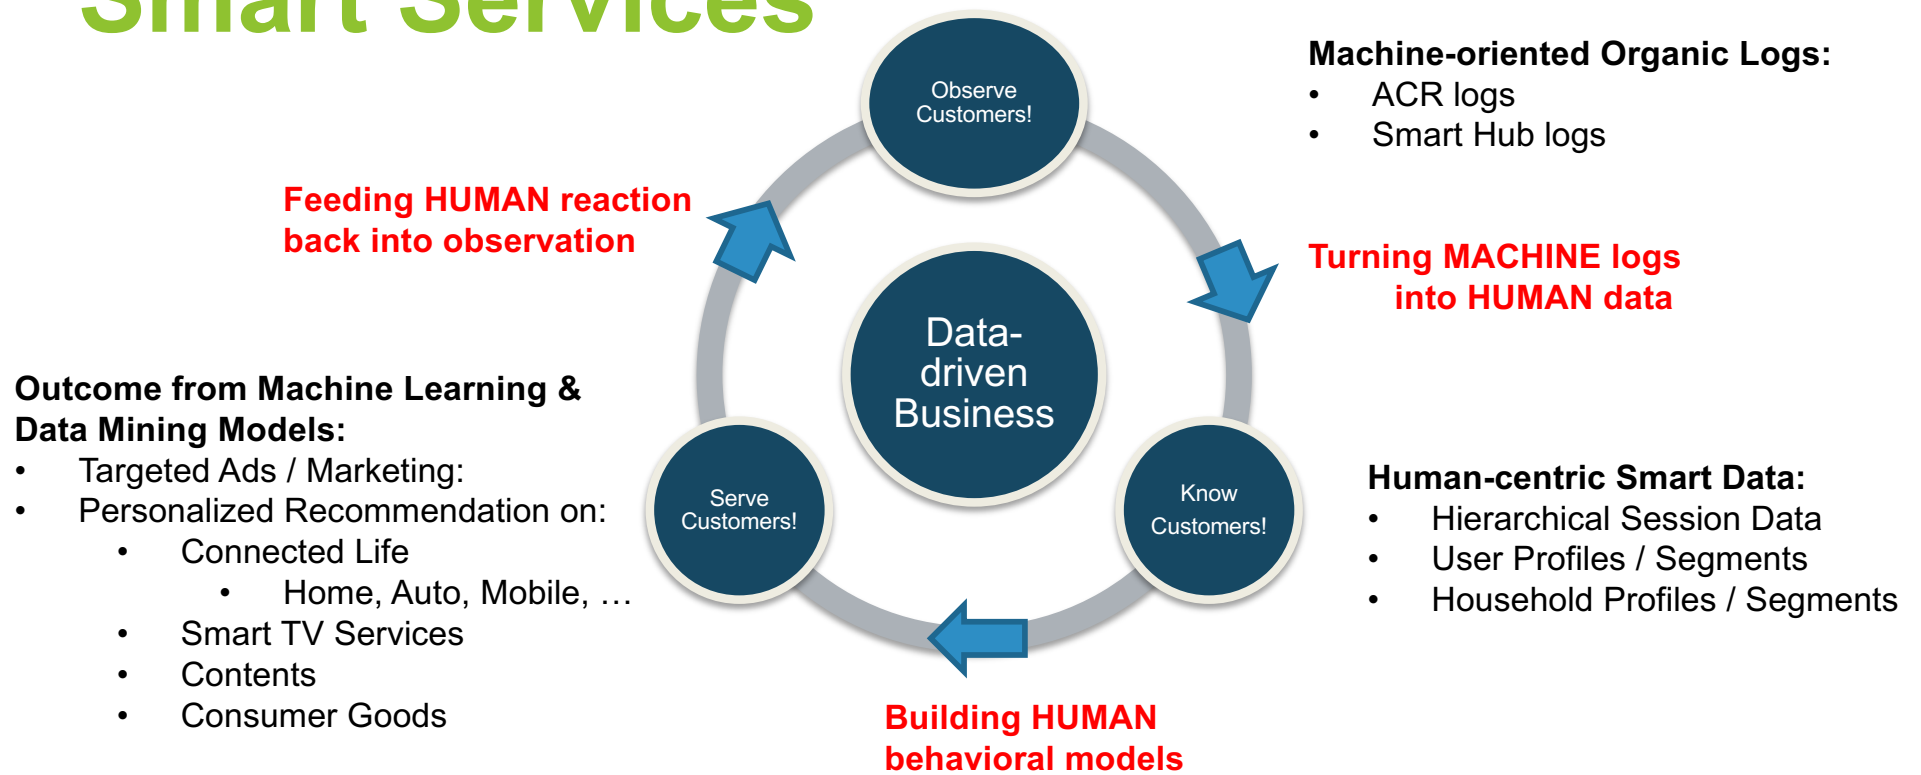 Smart Services
Observe
Customers!
Machine-oriented Organic Logs:
• ACR logs
• Smart Hub logs
Feeding HUMAN reaction
back into observation
Turning MACHINE logs
into HUMAN data
Data-
driven
Business
Outcome from Machine Learning &
Data Mining Models:
• Targeted Ads / Marketing:
• Personalized Recommendation on:
• Connected Life
• Home, Auto, Mobile, …
• Smart TV Services
• Contents
• Consumer Goods
Serve
Customers!
Know
Customers!
Human-centric Smart Data:
• Hierarchical Session Data
• User Profiles / Segments
• Household Profiles / Segments
Building HUMAN
behavioral models